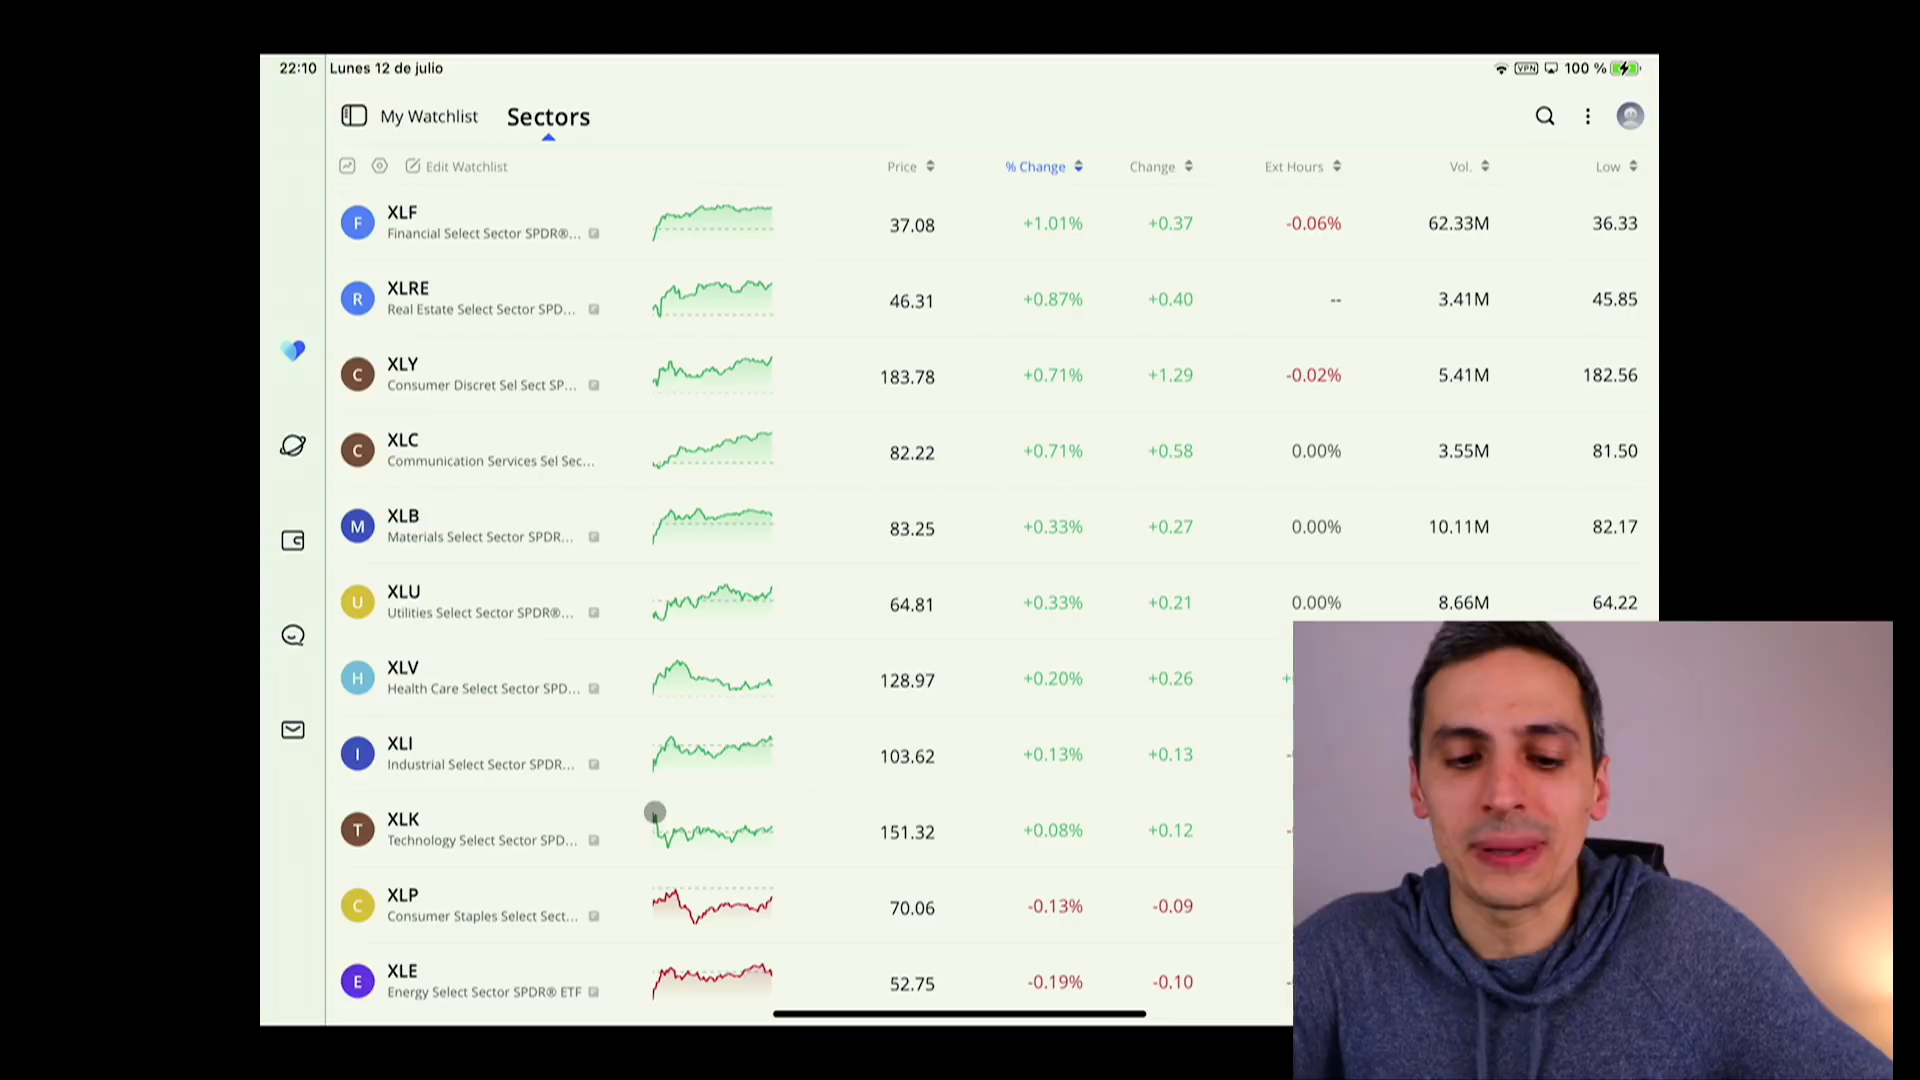 22:10 Lunes 12 de julio VPN 100 %
My Watchlist Sectors
Edit Watchlist Price % Change Change Ext Hours Vol. Low
F XLF 37.08 +1.01% +0.37 -0.06% 62.33M 36.33
Financial Select Sector SPDR®...
R XLRE 46.31 +0.87% +0.40 -- 3.41M 45.85
Real Estate Select Sector SPD...
C XLY 183.78 +0.71% +1.29 -0.02% 5.41M 182.56
Consumer Discret Sel Sect SP...
C XLC 82.22 +0.71% +0.58 0.00% 3.55M 81.50
Communication Services Sel Sec...
M XLB 83.25 +0.33% +0.27 0.00% 10.11M 82.17
Materials Select Sector SPDR...
U XLU 64.81 +0.33% +0.21 0.00% 8.66M 64.22
Utilities Select Sector SPDR®...
H XLV 128.97 +0.20% +0.26 +
Health Care Select Sector SPD...
I XLI 103.62 +0.13% +0.13 -
Industrial Select Sector SPDR...
T XLK 151.32 +0.08% +0.12 -
Technology Select Sector SPD...
C XLP 70.06 -0.13% -0.09
Consumer Staples Select Sect...
E XLE 52.75 -0.19% -0.10 -
Energy Select Sector SPDR® ETF